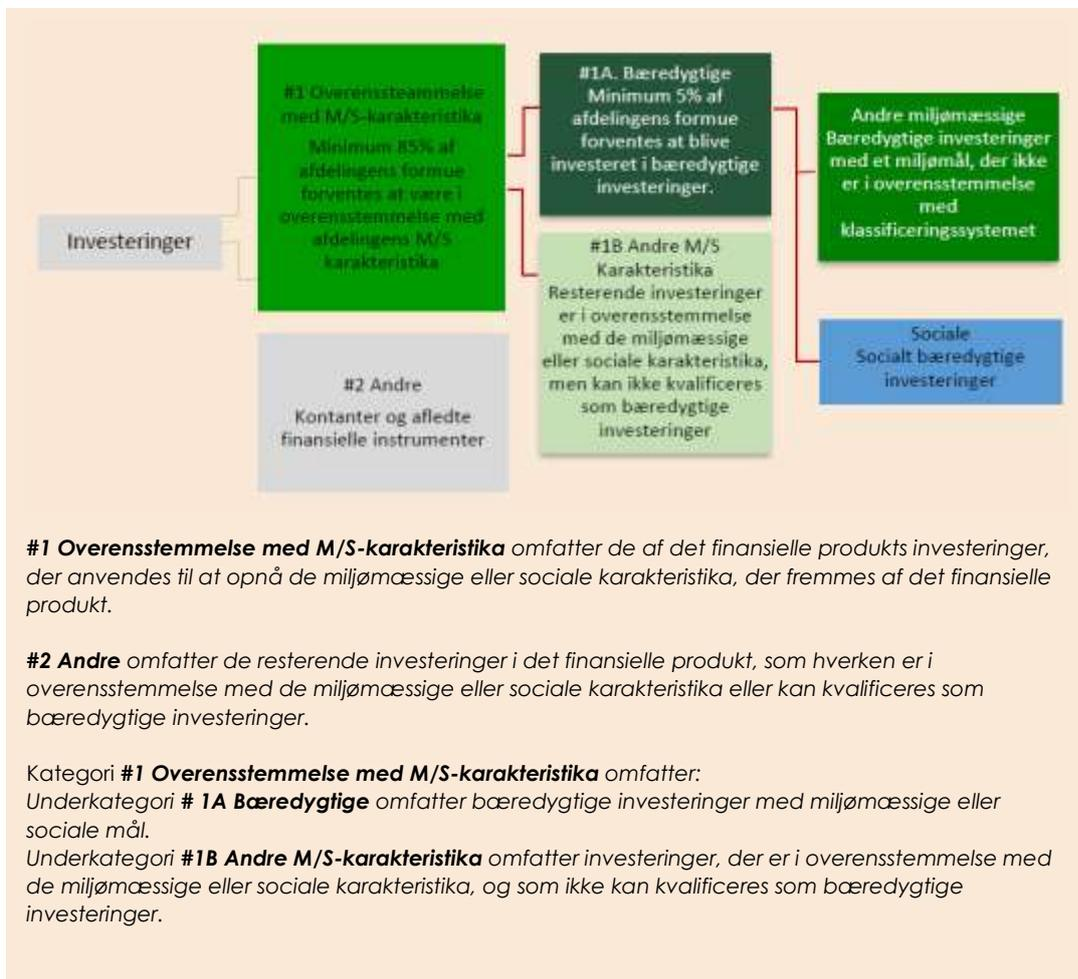 Investeringer
#1 Overenssteammelse
med M/S-karakteristika
Minimum 85% af
afdelingens formue
forventes at være i
overensstemmelse med
afdelingens M/S
karakteristika
#2 Andre
Kontanter og afledte
finansielle instrumenter
#1A. Bæredygtige
Minimum 5% af
afdelingens formue
forventes at blive
investeret i bæredygtige
investeringer.
#1B Andre M/S
Karakteristika
Resterende investeringer
er i overensstemmelse
med de miljømæssige
eller sociale karakteristika,
men kan ikke kvalificeres
som bæredygtige
investeringer
Andre miljømæssige
Bæredygtige investeringer
med et miljømål, der ikke
er i overensstemmelse
med
klassificeringssystemet
Sociale
Socialt bæredygtige
investeringer
#1 Overensstemmelse med M/S-karakteristika omfatter de af det finansielle produkts investeringer,
der anvendes til at opnå de miljømæssige eller sociale karakteristika, der fremmes af det finansielle
produkt.
#2 Andre omfatter de resterende investeringer i det finansielle produkt, som hverken er i
overensstemmelse med de miljømæssige eller sociale karakteristika eller kan kvalificeres som
bæredygtige investeringer.
Kategori #1 Overensstemmelse med M/S-karakteristika omfatter:
Underkategori # 1A Bæredygtige omfatter bæredygtige investeringer med miljømæssige eller
sociale mål.
Underkategori #1B Andre M/S-karakteristika omfatter investeringer, der er i overensstemmelse med
de miljømæssige eller sociale karakteristika, og som ikke kan kvalificeres som bæredygtige
investeringer.